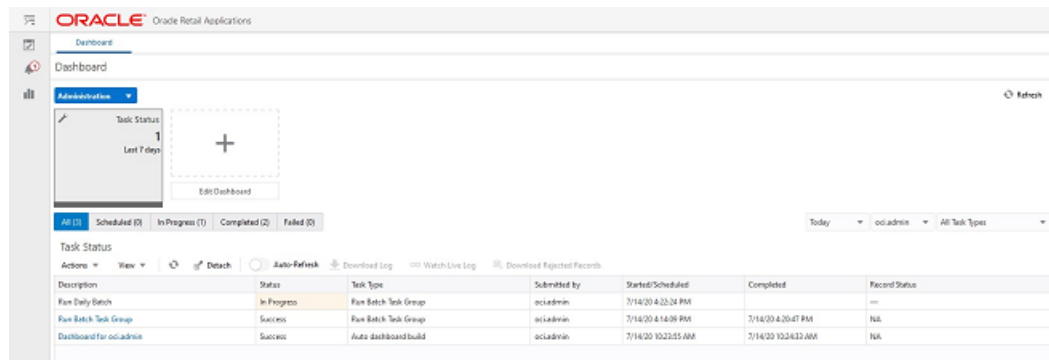 ORACLE® Oracle Retail Applications
Dashboard
Dashboard
Administration
Refresh
Task Status
1
Last 7 days
Edit Dashboard
All (3) Scheduled (0) In Progress (1) Completed (2) Failed (0) Today oci.admin All Task Types
Task Status
Actions View Detach Auto-Refresh Download Log Watch Live Log Download Rejected Records
Description Status Task Type Submitted by Started/Scheduled Completed Record Status
Run Daily Batch In Progress Run Batch Task Group oci.admin 7/14/20 4:22:24 PM —
Run Batch Task Group Success Run Batch Task Group oci.admin 7/14/20 4:14:09 PM 7/14/20 4:20:47 PM NA
Dashboard for oci.admin Success Auto dashboard build oci.admin 7/14/20 10:23:55 AM 7/14/20 10:24:33 AM NA